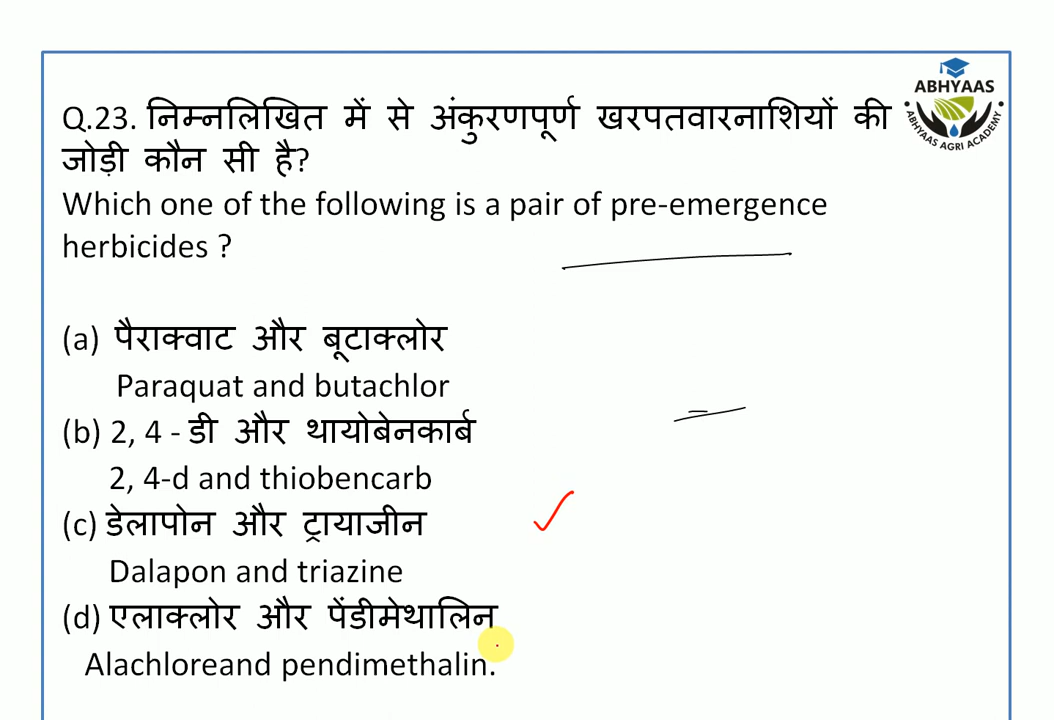 ABHYAAS
ABHYAAS AGRI ACADEMY
Q.23. निम्नलिखित में से अंकुरणपूर्ण खरपतवारनाशियों की
जोड़ी कौन सी है?
Which one of the following is a pair of pre-emergence
herbicides ?
(a) पैराक्वाट और बूटाक्लोर
Paraquat and butachlor
(b) 2, 4 - डी और थायोबेनकार्ब
2, 4-d and thiobencarb
(c) डेलापोन और ट्रायाजीन
Dalapon and triazine
(d) एलाक्लोर और पेंडीमेथालिन
Alachloreand pendimethalin.